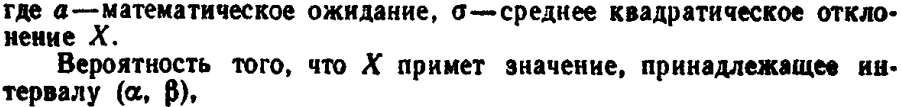 где a—математическое ожидание, σ—среднее квадратическое откло-
нение X.
Вероятность того, что X примет значение, принадлежащее ин-
тервалу (α, β),